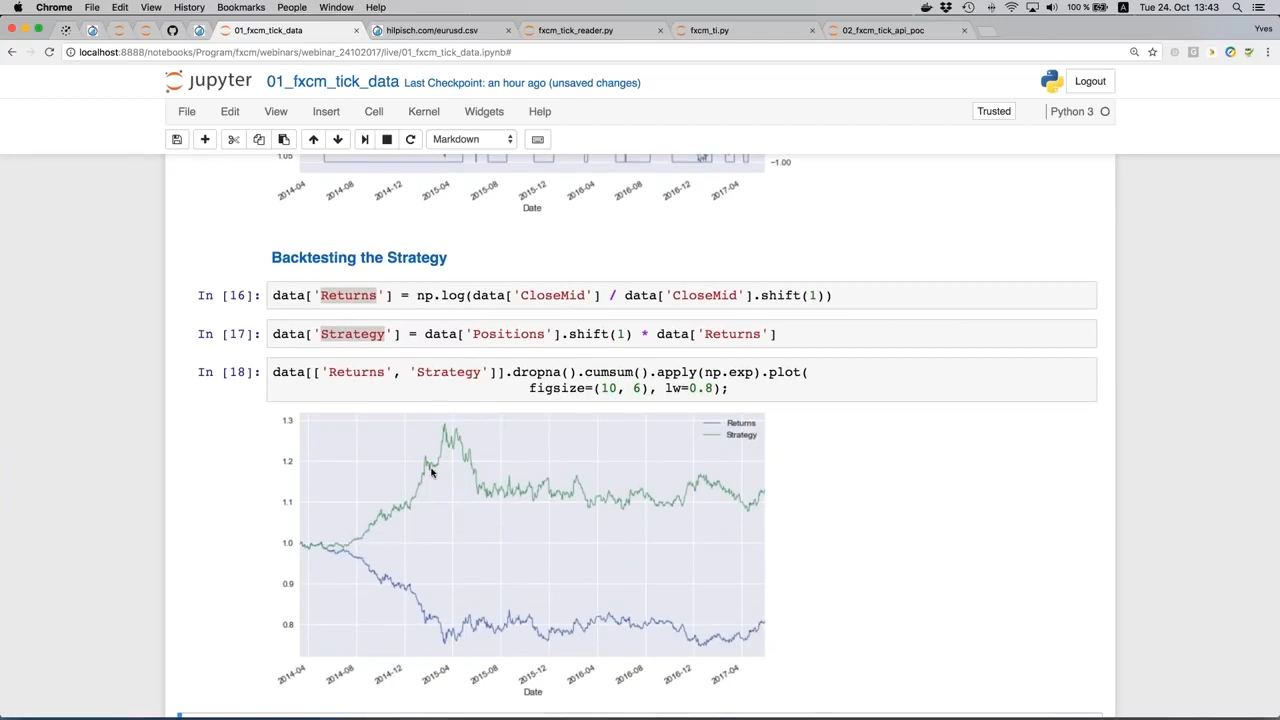 Chrome File Edit View History Bookmarks People Window Help 100 % Tue 24. Oct 13:43
01_fxcm_tick_data hilpisch.com/eurusd.csv fxcm_tick_reader.py fxcm_ti.py 02_fxcm_tick_api_poc Yves
localhost:8888/notebooks/Program/fxcm/webinars/webinar_24102017/live/01_fxcm_tick_data.ipynb#
jupyter 01_fxcm_tick_data Last Checkpoint: an hour ago (unsaved changes) Logout
File Edit View Insert Cell Kernel Widgets Help Trusted Python 3
Markdown
1.05 −1.00
2014-04 2014-08 2014-12 2015-04 2015-08 2015-12 2016-04 2016-08 2016-12 2017-04
Date
Backtesting the Strategy
In [16]: data['Returns'] = np.log(data['CloseMid'] / data['CloseMid'].shift(1))
In [17]: data['Strategy'] = data['Positions'].shift(1) * data['Returns']
In [18]: data[['Returns', 'Strategy']].dropna().cumsum().apply(np.exp).plot(
figsize=(10, 6), lw=0.8);
1.3
Returns
Strategy
1.2
1.1
1.0
0.9
0.8
2014-04 2014-08 2014-12 2015-04 2015-08 2015-12 2016-04 2016-08 2016-12 2017-04
Date